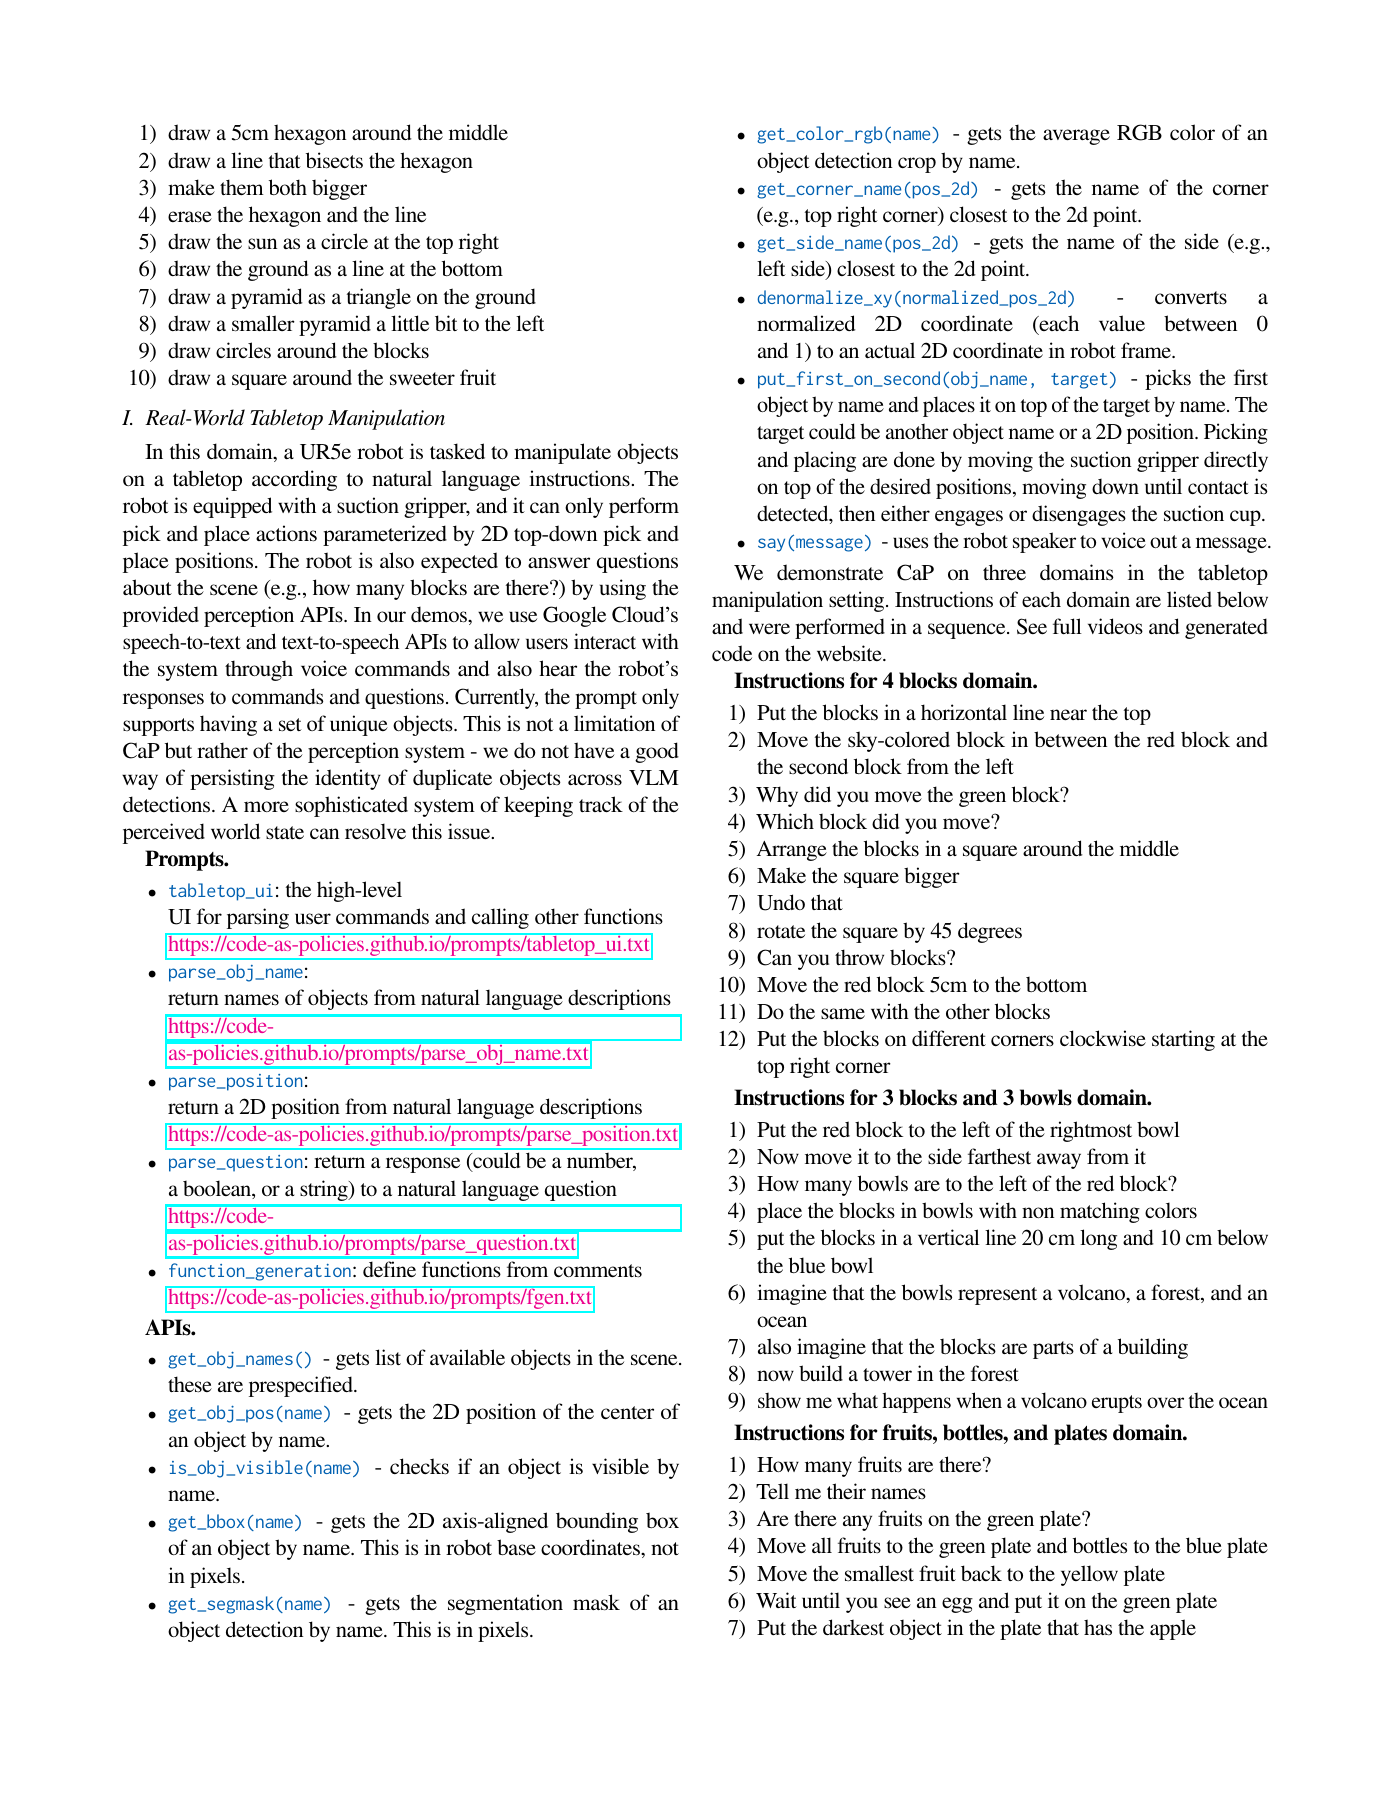 1) draw a 5cm hexagon around the middle
2) draw a line that bisects the hexagon
3) make them both bigger
4) erase the hexagon and the line
5) draw the sun as a circle at the top right
6) draw the ground as a line at the bottom
7) draw a pyramid as a triangle on the ground
8) draw a smaller pyramid a little bit to the left
9) draw circles around the blocks
10) draw a square around the sweeter fruit
I. Real-World Tabletop Manipulation
In this domain, a UR5e robot is tasked to manipulate objects
on a tabletop according to natural language instructions. The
robot is equipped with a suction gripper, and it can only perform
pick and place actions parameterized by 2D top-down pick and
place positions. The robot is also expected to answer questions
about the scene (e.g., how many blocks are there?) by using the
provided perception APIs. In our demos, we use Google Cloud's
speech-to-text and text-to-speech APIs to allow users interact with
the system through voice commands and also hear the robot's
responses to commands and questions. Currently, the prompt only
supports having a set of unique objects. This is not a limitation of
CaP but rather of the perception system - we do not have a good
way of persisting the identity of duplicate objects across VLM
detections. A more sophisticated system of keeping track of the
perceived world state can resolve this issue.
Prompts.
• tabletop_ui: the high-level
UI for parsing user commands and calling other functions
https://code-as-policies.github.io/prompts/tabletop_ui.txt
• parse_obj_name:
return names of objects from natural language descriptions
https://code-
as-policies.github.io/prompts/parse_obj_name.txt
• parse_position:
return a 2D position from natural language descriptions
https://code-as-policies.github.io/prompts/parse_position.txt
• parse_question: return a response (could be a number,
a boolean, or a string) to a natural language question
https://code-
as-policies.github.io/prompts/parse_question.txt
• function_generation: define functions from comments
https://code-as-policies.github.io/prompts/fgen.txt
APIs.
• get_obj_names() - gets list of available objects in the scene.
these are prespecified.
• get_obj_pos(name) - gets the 2D position of the center of
an object by name.
• is_obj_visible(name) - checks if an object is visible by
name.
• get_bbox(name) - gets the 2D axis-aligned bounding box
of an object by name. This is in robot base coordinates, not
in pixels.
• get_segmask(name) - gets the segmentation mask of an
object detection by name. This is in pixels.
• get_color_rgb(name) - gets the average RGB color of an
object detection crop by name.
• get_corner_name(pos_2d) - gets the name of the corner
(e.g., top right corner) closest to the 2d point.
• get_side_name(pos_2d) - gets the name of the side (e.g.,
left side) closest to the 2d point.
• denormalize_xy(normalized_pos_2d) - converts a
normalized 2D coordinate (each value between 0
and 1) to an actual 2D coordinate in robot frame.
• put_first_on_second(obj_name, target) - picks the first
object by name and places it on top of the target by name. The
target could be another object name or a 2D position. Picking
and placing are done by moving the suction gripper directly
on top of the desired positions, moving down until contact is
detected, then either engages or disengages the suction cup.
• say(message) - uses the robot speaker to voice out a message.
We demonstrate CaP on three domains in the tabletop
manipulation setting. Instructions of each domain are listed below
and were performed in a sequence. See full videos and generated
code on the website.
Instructions for 4 blocks domain.
1) Put the blocks in a horizontal line near the top
2) Move the sky-colored block in between the red block and
the second block from the left
3) Why did you move the green block?
4) Which block did you move?
5) Arrange the blocks in a square around the middle
6) Make the square bigger
7) Undo that
8) rotate the square by 45 degrees
9) Can you throw blocks?
10) Move the red block 5cm to the bottom
11) Do the same with the other blocks
12) Put the blocks on different corners clockwise starting at the
top right corner
Instructions for 3 blocks and 3 bowls domain.
1) Put the red block to the left of the rightmost bowl
2) Now move it to the side farthest away from it
3) How many bowls are to the left of the red block?
4) place the blocks in bowls with non matching colors
5) put the blocks in a vertical line 20 cm long and 10 cm below
the blue bowl
6) imagine that the bowls represent a volcano, a forest, and an
ocean
7) also imagine that the blocks are parts of a building
8) now build a tower in the forest
9) show me what happens when a volcano erupts over the ocean
Instructions for fruits, bottles, and plates domain.
1) How many fruits are there?
2) Tell me their names
3) Are there any fruits on the green plate?
4) Move all fruits to the green plate and bottles to the blue plate
5) Move the smallest fruit back to the yellow plate
6) Wait until you see an egg and put it on the green plate
7) Put the darkest object in the plate that has the apple